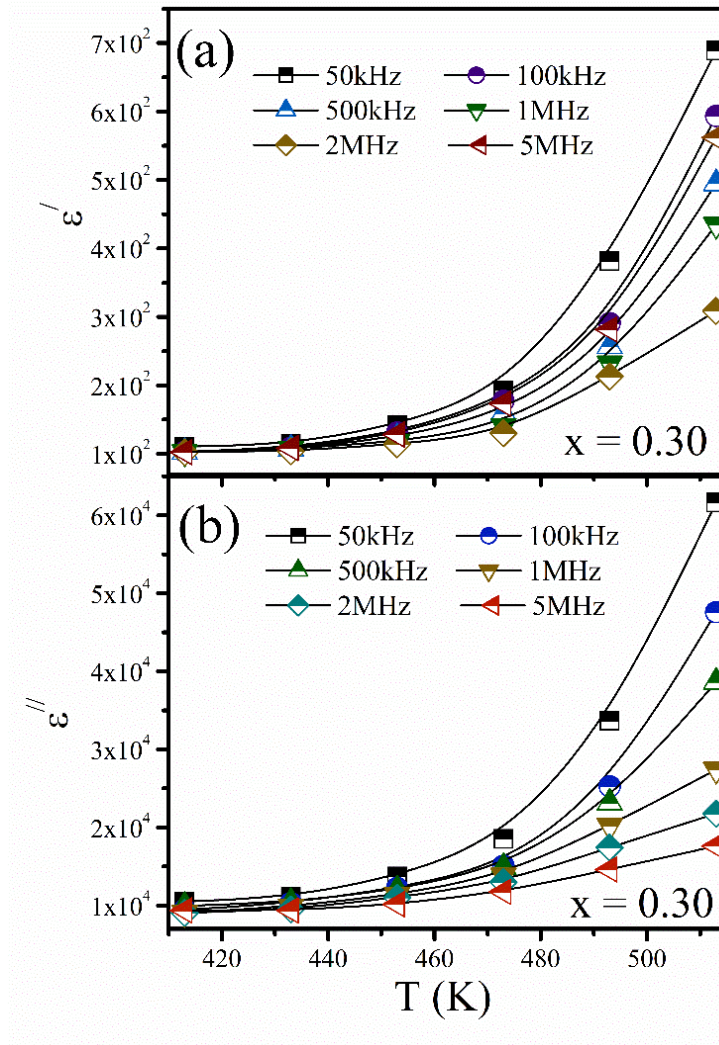 (a)
7x10²
6x10²
5x10²
4x10²
3x10²
2x10²
1x10²
ε/
50kHz 100kHz
500kHz 1MHz
2MHz 5MHz
x = 0.30
(b)
6x10⁴
5x10⁴
4x10⁴
3x10⁴
2x10⁴
1x10⁴
ε//
50kHz 100kHz
500kHz 1MHz
2MHz 5MHz
x = 0.30
420 440 460 480 500
T (K)